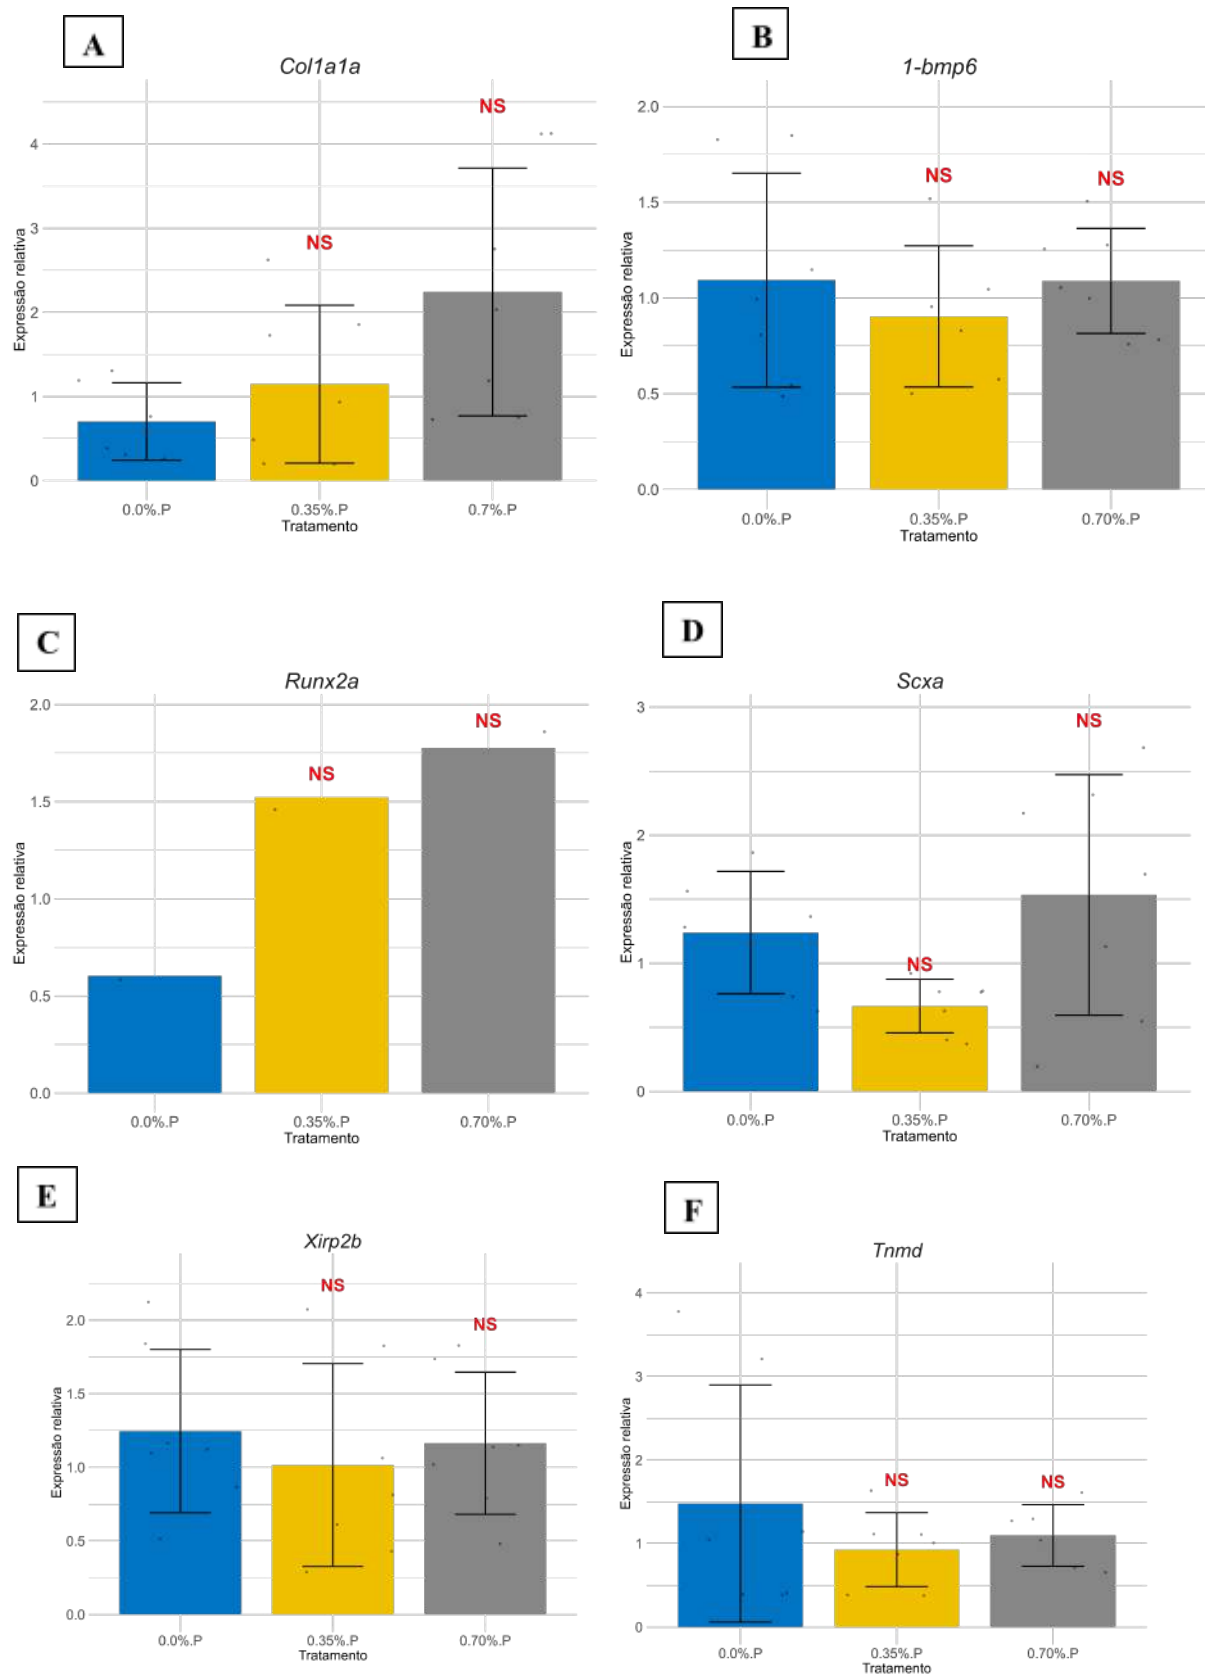 A
Col1a1a
NS
NS
4
3
2
1
0
Expressão relativa
0.0%.P
0.35%.P
0.7%.P
Tratamento
B
1-bmp6
NS
NS
2.0
1.5
1.0
0.5
0.0
Expressão relativa
0.0%.P
0.35%.P
0.70%.P
Tratamento
C
Runx2a
NS
NS
2.0
1.5
1.0
0.5
0.0
Expressão relativa
0.0%.P
0.35%.P
0.70%.P
Tratamento
D
Scxa
NS
NS
3
2
1
0
Expressão relativa
0.0%.P
0.35%.P
0.70%.P
Tratamento
E
Xirp2b
NS
NS
2.0
1.5
1.0
0.5
0.0
Expressão relativa
0.0%.P
0.35%.P
0.70%.P
Tratamento
F
Tnmd
NS
NS
4
3
2
1
0
Expressão relativa
0.0%.P
0.35%.P
0.70%.P
Tratamento